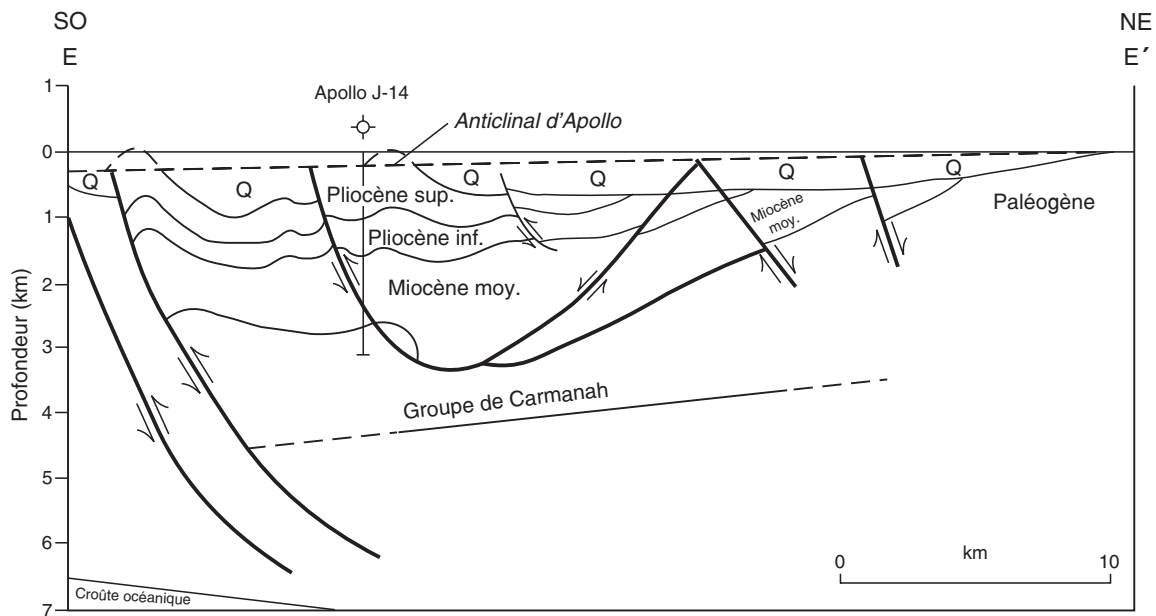 SO
NE
E
E´
Apollo J-14
Anticlinal d'Apollo
Profondeur (km)
1
0
1
2
3
4
5
6
7
Q
Q
Q
Q
Q
Q
Pliocène sup.
Pliocène inf.
Miocène moy.
Miocène
moy.
Paléogène
Groupe de Carmanah
Croûte océanique
km
0
10